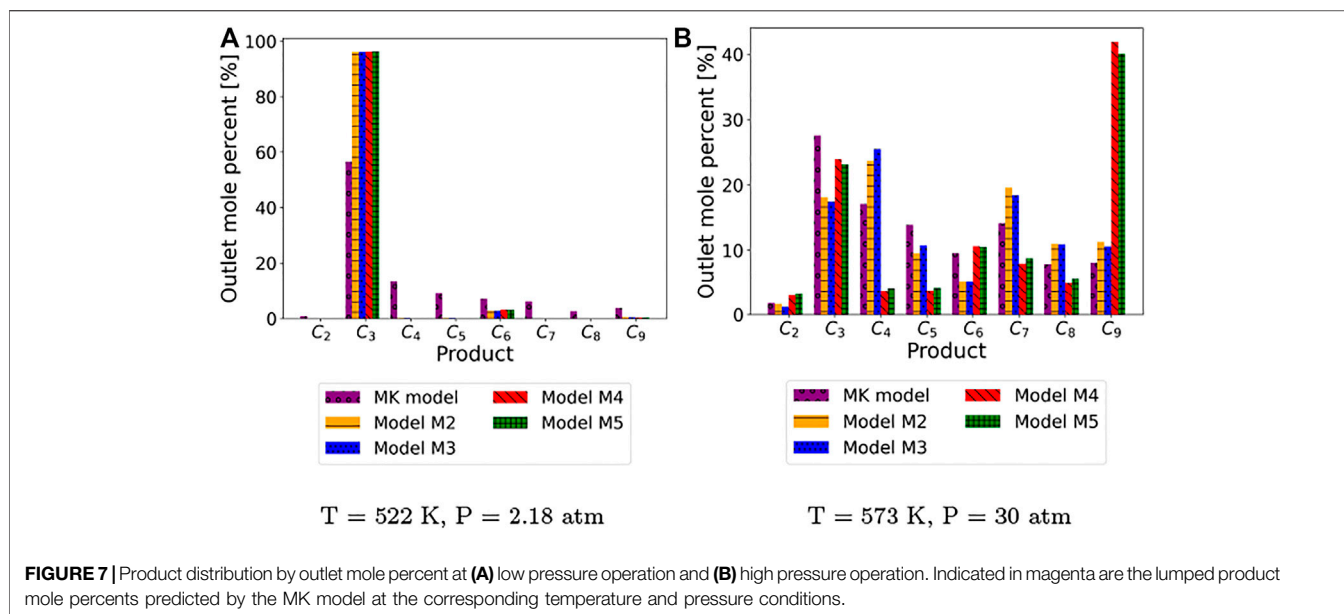 A
100
80
60
40
20
0
Outlet mole percent [%]
C2 C3 C4 C5 C6 C7 C8 C9
Product
MK model
Model M2
Model M3
Model M4
Model M5
T = 522 K, P = 2.18 atm
B
40
30
20
10
0
Outlet mole percent [%]
C2 C3 C4 C5 C6 C7 C8 C9
Product
MK model
Model M2
Model M3
Model M4
Model M5
T = 573 K, P = 30 atm
FIGURE 7 | Product distribution by outlet mole percent at (A) low pressure operation and (B) high pressure operation. Indicated in magenta are the lumped product
mole percents predicted by the MK model at the corresponding temperature and pressure conditions.